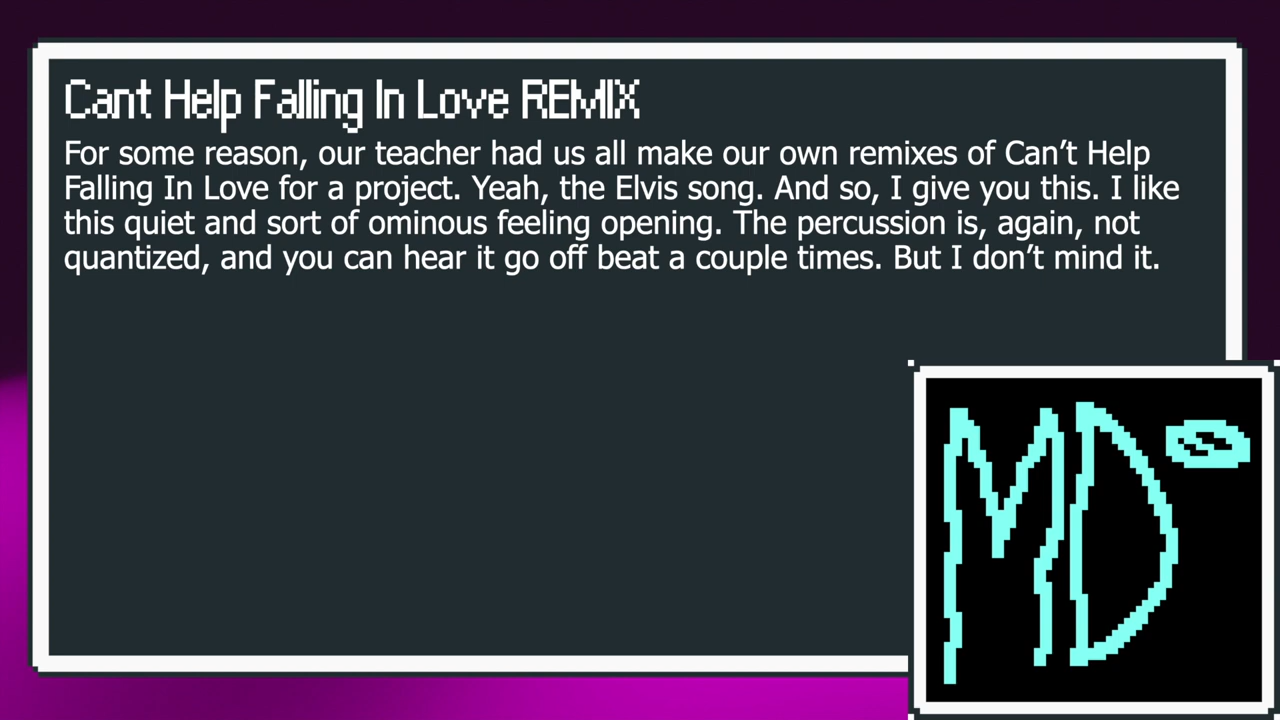 Cant Help Falling In Love REMIX
For some reason, our teacher had us all make our own remixes of Can’t Help
Falling In Love for a project. Yeah, the Elvis song. And so, I give you this. I like
this quiet and sort of ominous feeling opening. The percussion is, again, not
quantized, and you can hear it go off beat a couple times. But I don’t mind it.
MD